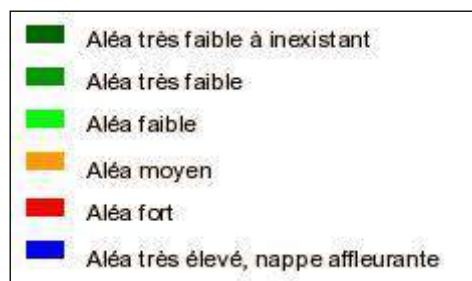 Aléa très faible à inexistant
Aléa très faible
Aléa faible
Aléa moyen
Aléa fort
Aléa très élevé, nappe affleurante